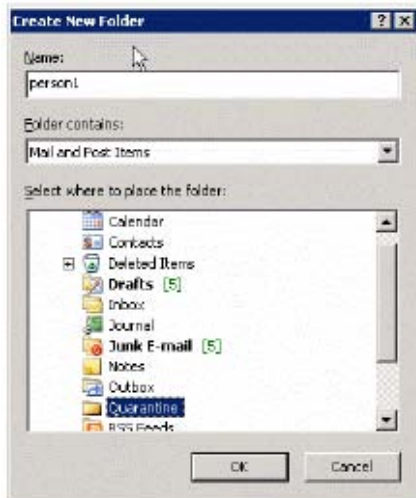 Create New Folder
Name:
person1
Folder contains:
Mail and Post Items
Select where to place the folder:
Calendar
Contacts
Deleted Items
Drafts [5]
Inbox
Journal
Junk E-mail [5]
Notes
Outbox
Quarantine
RSS Feeds
OK
Cancel